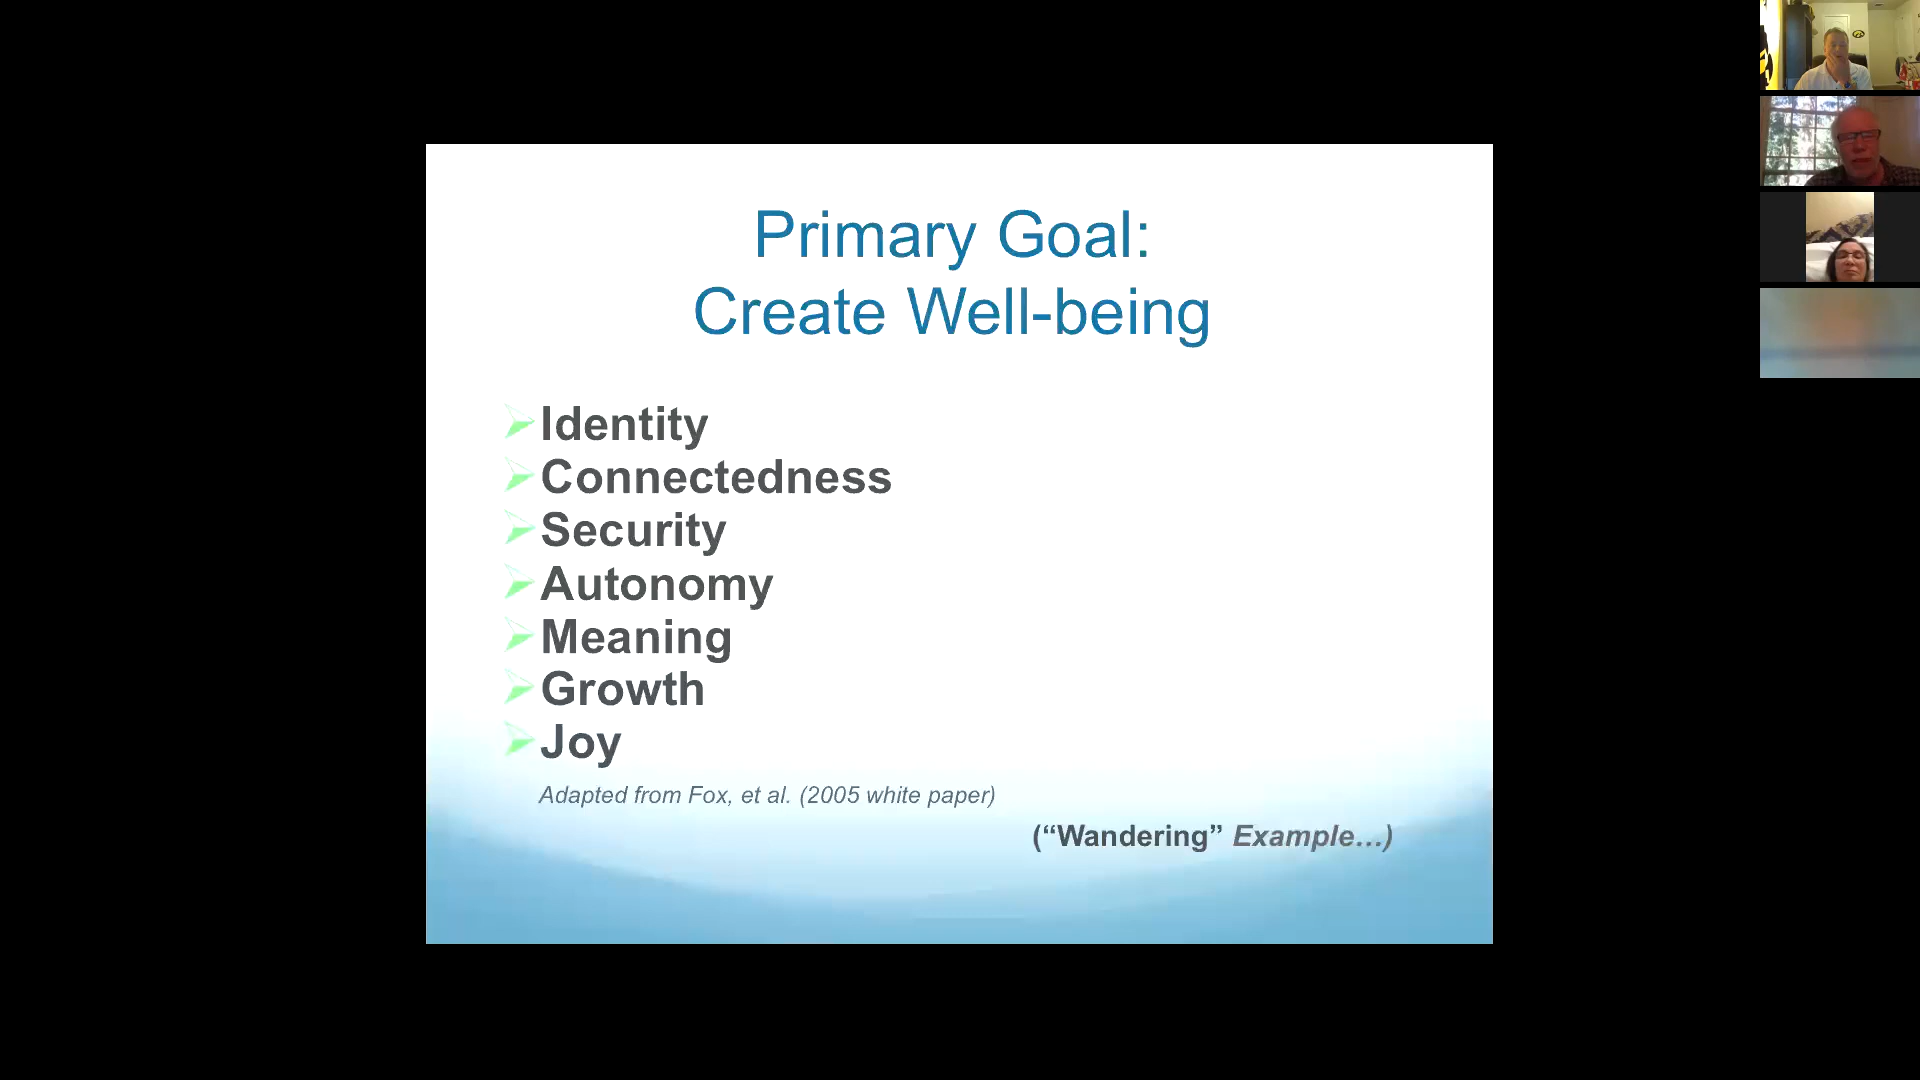 Primary Goal:
Create Well-being
Identity
Connectedness
Security
Autonomy
Meaning
Growth
Joy
Adapted from Fox, et al. (2005 white paper)
(“Wandering” Example…)